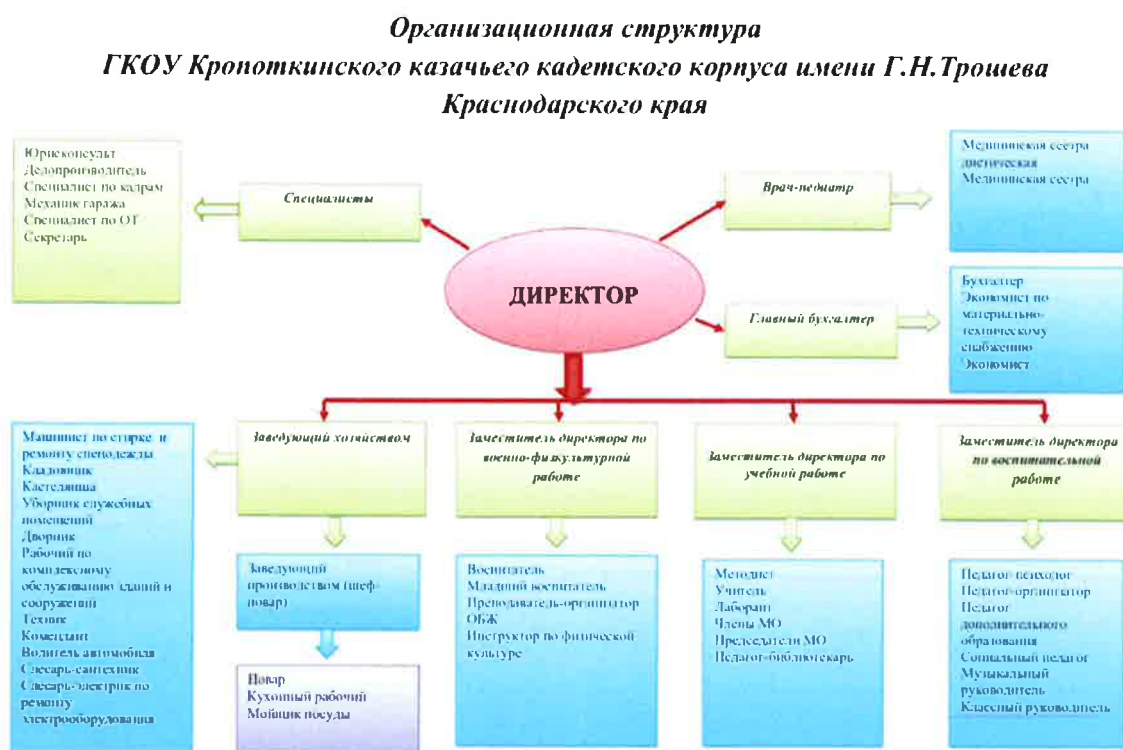 Организационная структура
ГКОУ Кропоткинского казачьего кадетского корпуса имени Г.Н.Трошева
Краснодарского края
Юрисконсульт
Делопроизводитель
Специалист по кадрам
Механик гаража
Специалист по ОТ
Секретарь
Специалисты
Врач-педиатр
Медицинская сестра
диетическая
Медицинская сестра
ДИРЕКТОР
Главный бухгалтер
Бухгалтер
Экономист по
материально-
техническому
снабжению
Экономист
Машинист по стирке и
ремонту спецодежды
Кладовщик
Кастелянша
Уборщик служебных
помещений
Дворник
Рабочий по
комплексному
обслуживанию зданий и
сооружений
Техник
Комендант
Водитель автомобиля
Слесарь-сантехник
Слесарь-электрик по
ремонту
электрооборудования
Заведующий хозяйством
Заведующий
производством (шеф-
повар)
Повар
Кухонный рабочий
Мойщик посуды
Заместитель директора по
военно-физкультурной
работе
Воспитатель
Младший воспитатель
Преподаватель-организатор
ОБЖ
Инструктор по физической
культуре
Заместитель директора по
учебной работе
Методист
Учитель
Лаборант
Члены МО
Председатели МО
Педагог-библиотекарь
Заместитель директора
по воспитательной
работе
Педагог-психолог
Педагог-организатор
Педагог
дополнительного
образования
Социальный педагог
Музыкальный
руководитель
Классный руководитель